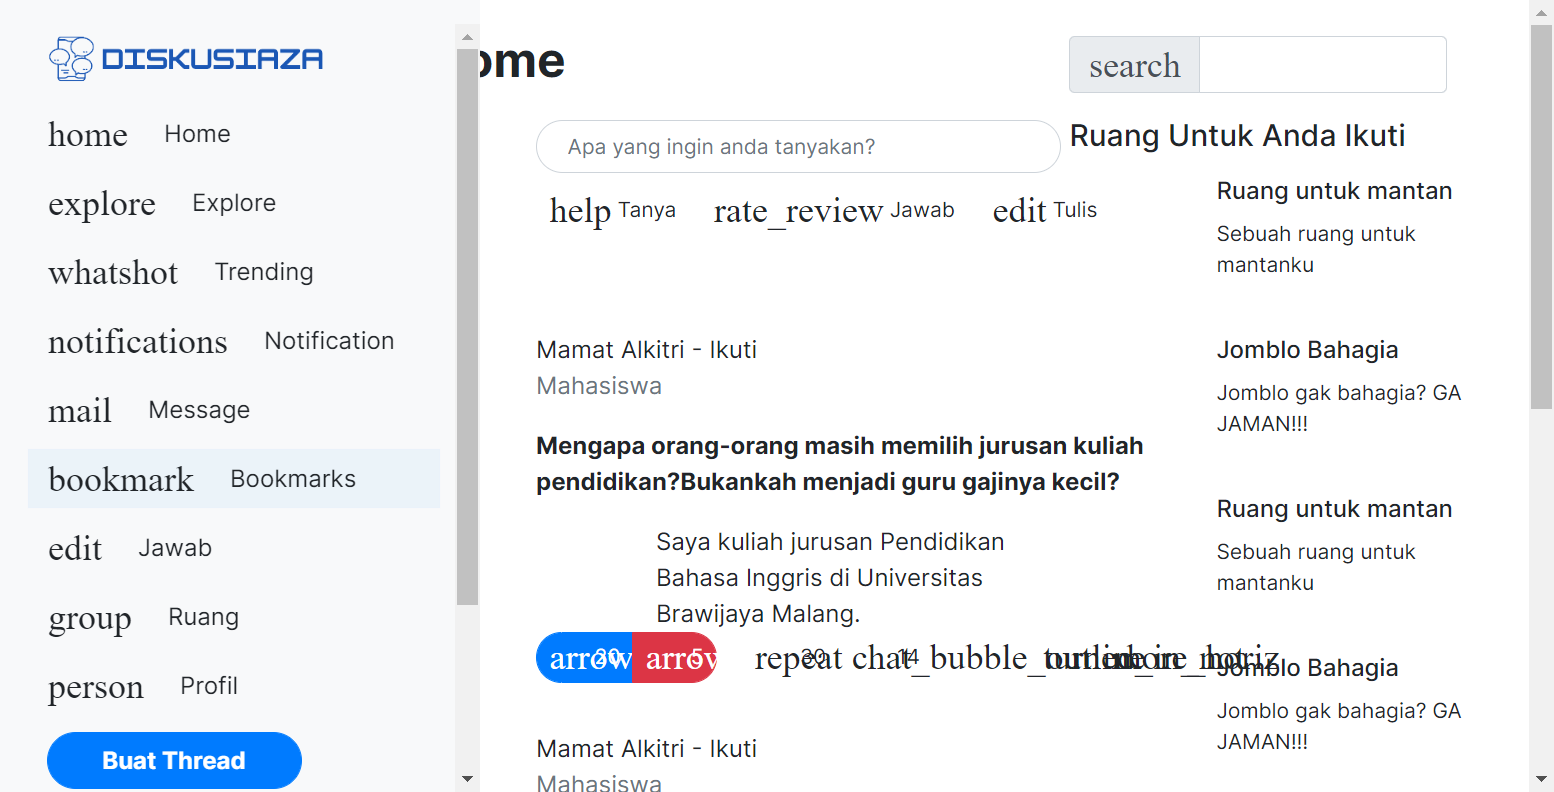 DISKUSIAZA
home Home
explore Explore
whatshot Trending
notifications Notification
mail Message
bookmark Bookmarks
edit Jawab
group Ruang
person Profil
Buat Thread
ome
Apa yang ingin anda tanyakan?
help Tanya rate_review Jawab edit Tulis
Mamat Alkitri - Ikuti
Mahasiswa
Mengapa orang-orang masih memilih jurusan kuliah
pendidikan?Bukankah menjadi guru gajinya kecil?
Saya kuliah jurusan Pendidikan
Bahasa Inggris di Universitas
Brawijaya Malang.
arrow 20 arrow 5 repeat 30 chat_bubble_outline 14
Mamat Alkitri - Ikuti
Mahasiswa
search
Ruang Untuk Anda Ikuti
Ruang untuk mantan
Sebuah ruang untuk
mantanku
Jomblo Bahagia
Jomblo gak bahagia? GA
JAMAN!!!
Ruang untuk mantan
Sebuah ruang untuk
mantanku
Jomblo Bahagia
Jomblo gak bahagia? GA
JAMAN!!!